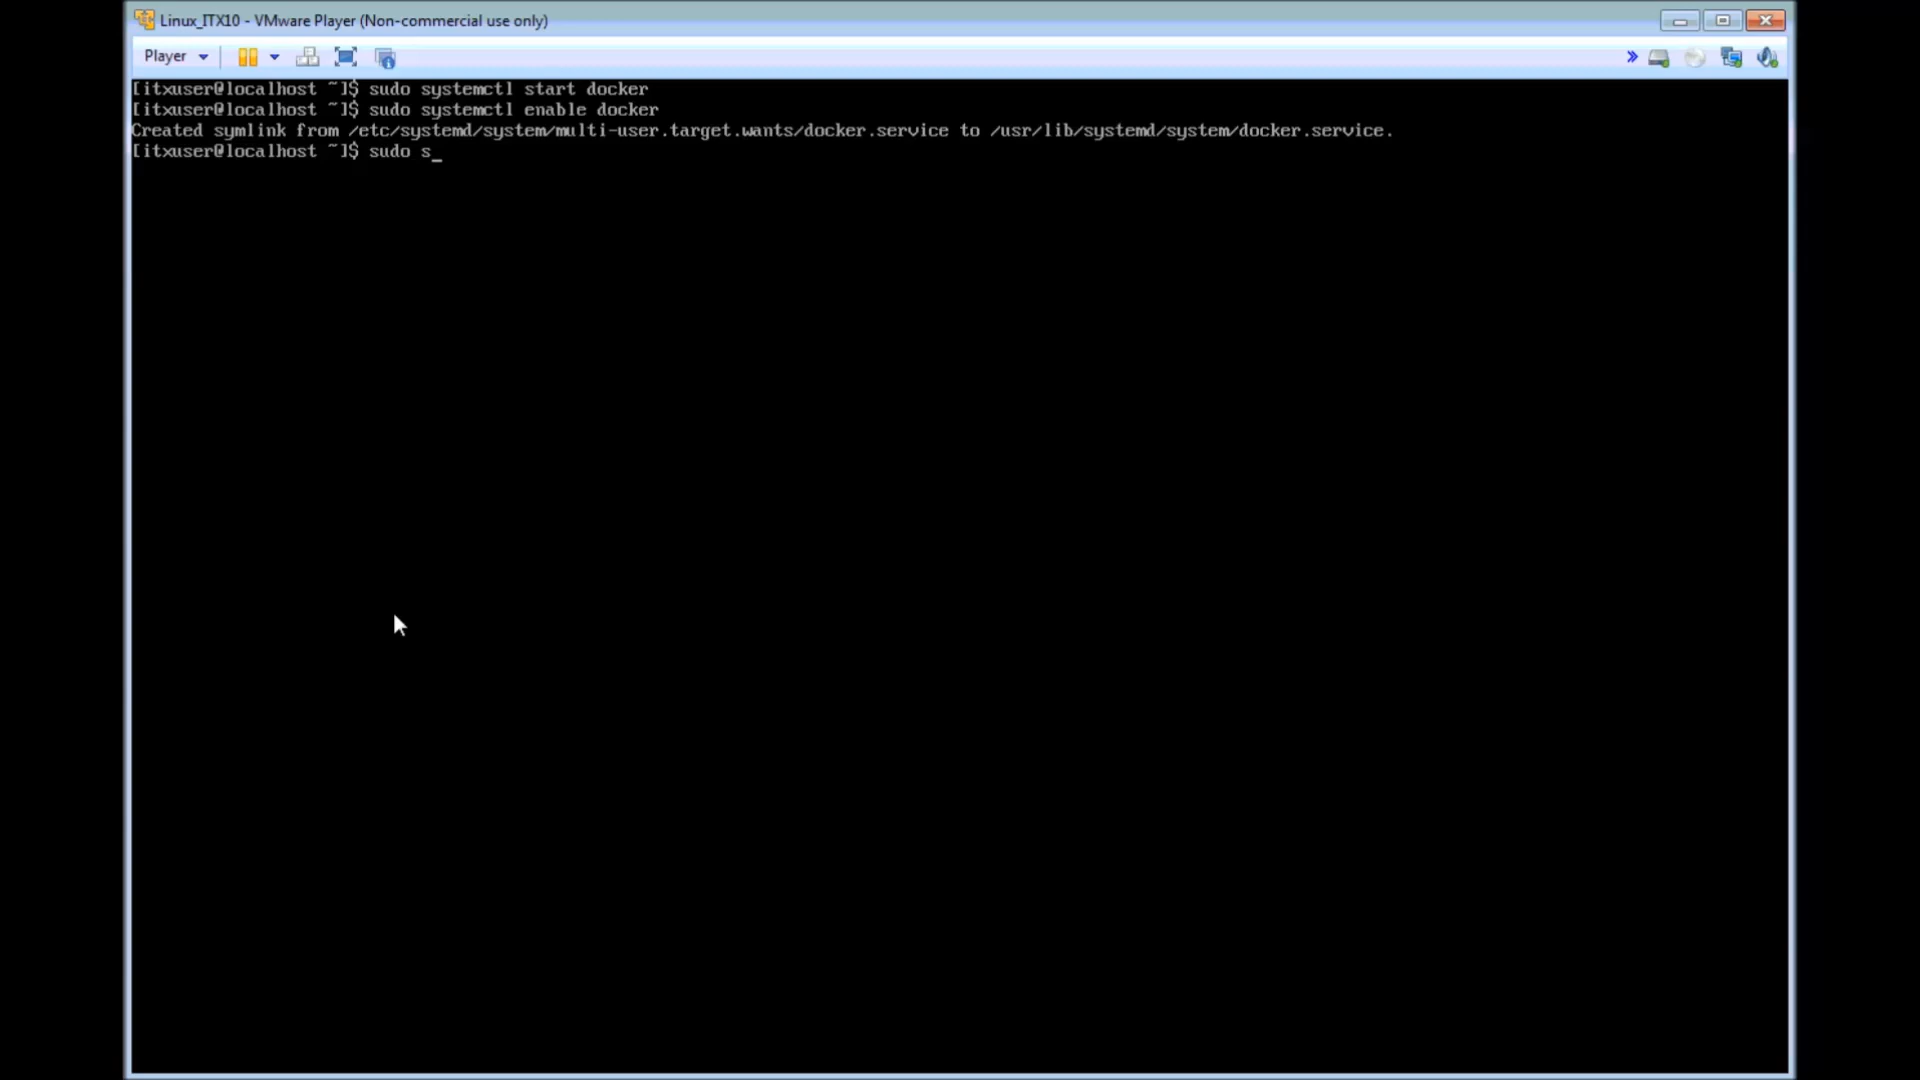 Linux_ITX10 - VMware Player (Non-commercial use only)
Player
[itxuser@localhost ~]$ sudo systemctl start docker
[itxuser@localhost ~]$ sudo systemctl enable docker
Created symlink from /etc/systemd/system/multi-user.target.wants/docker.service to /usr/lib/systemd/system/docker.service.
[itxuser@localhost ~]$ sudo s_